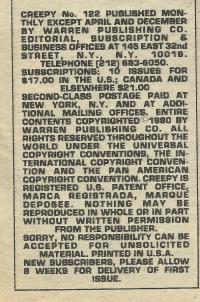 CREEPY No. 122 PUBLISHED MON-
THLY EXCEPT APRIL AND DECEMBER
BY WARREN PUBLISHING CO.
EDITORIAL, SUBSCRIPTION &
BUSINESS OFFICES AT 145 EAST 32nd
STREET, N.Y., N.Y. 10016.
TELEPHONE (212) 683-6050.
SUBSCRIPTIONS: 10 ISSUES FOR
$17.00 IN THE U.S.; CANADA AND
ELSEWHERE $21.00
SECOND-CLASS POSTAGE PAID AT
NEW YORK, N.Y. AND AT ADDI-
TIONAL MAILING OFFICES. ENTIRE
CONTENTS COPYRIGHTED © 1980 BY
WARREN PUBLISHING CO. ALL
RIGHTS RESERVED THROUGHOUT THE
WORLD UNDER THE UNIVERSAL
COPYRIGHT CONVENTIONS, THE IN-
TERNATIONAL COPYRIGHT CONVEN-
TION AND THE PAN AMERICAN
COPYRIGHT CONVENTION. CREEPY IS
REGISTERED U.S. PATENT OFFICE,
MARCA REGISTRADA, MARQUE
DEPOSEE. NOTHING MAY BE
REPRODUCED IN WHOLE OR IN PART
WITHOUT WRITTEN PERMISSION
FROM THE PUBLISHER.
SORRY, NO RESPONSIBILITY CAN BE
ACCEPTED FOR UNSOLICITED
MATERIAL. PRINTED IN U.S.A.
NEW SUBSCRIBERS, PLEASE ALLOW
8 WEEKS FOR DELIVERY OF FIRST
ISSUE.